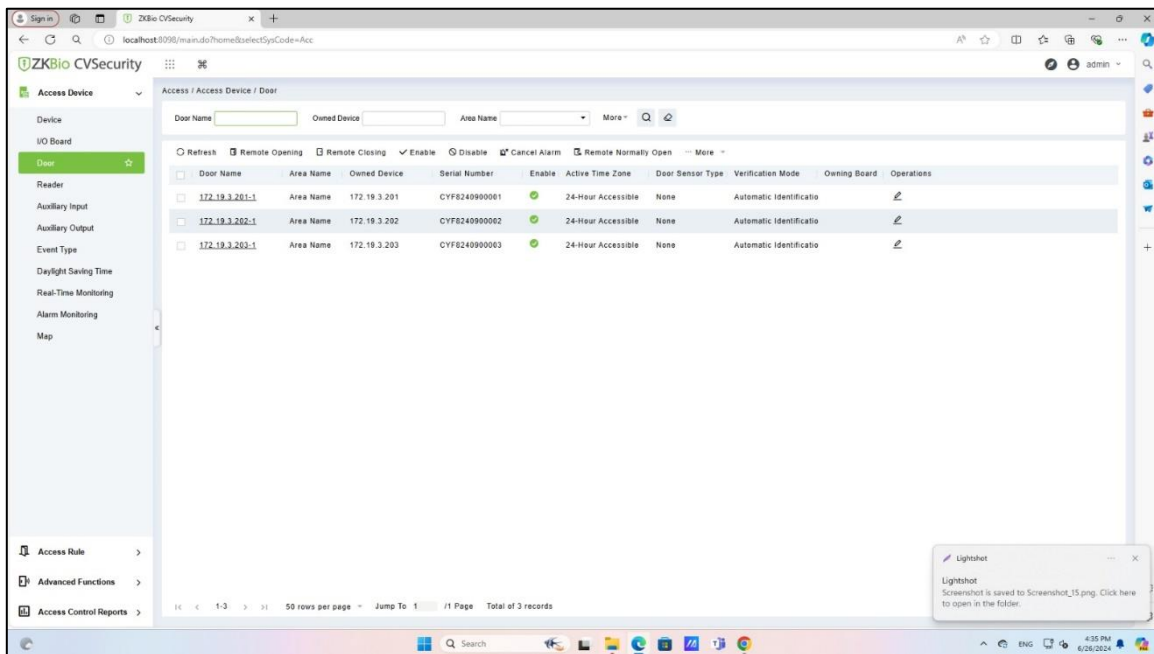 Sign in
ZKBio CVSecurity
localhost:8098/main.do?home&selectSysCode=Acc
ZKBio CVSecurity
admin
Access Device
Access / Access Device / Door
Device
Door Name Owned Device Area Name More
I/O Board
Refresh Remote Opening Remote Closing Enable Disable Cancel Alarm Remote Normally Open ··· More
Door
Door Name Area Name Owned Device Serial Number Enable Active Time Zone Door Sensor Type Verification Mode Owning Board Operations
Reader
172.19.3.201-1 Area Name 172.19.3.201 CYF8240900001 24-Hour Accessible None Automatic Identificatio
Auxiliary Input
172.19.3.202-1 Area Name 172.19.3.202 CYF8240900002 24-Hour Accessible None Automatic Identificatio
Auxiliary Output
172.19.3.203-1 Area Name 172.19.3.203 CYF8240900003 24-Hour Accessible None Automatic Identificatio
Event Type
Daylight Saving Time
Real-Time Monitoring
Alarm Monitoring
Map
Access Rule
Advanced Functions
Access Control Reports
1-3 50 rows per page Jump To 1 /1 Page Total of 3 records
Lightshot
Lightshot
Screenshot is saved to Screenshot_15.png. Click here
to open in the folder.
Search
ENG
4:35 PM
6/26/2024